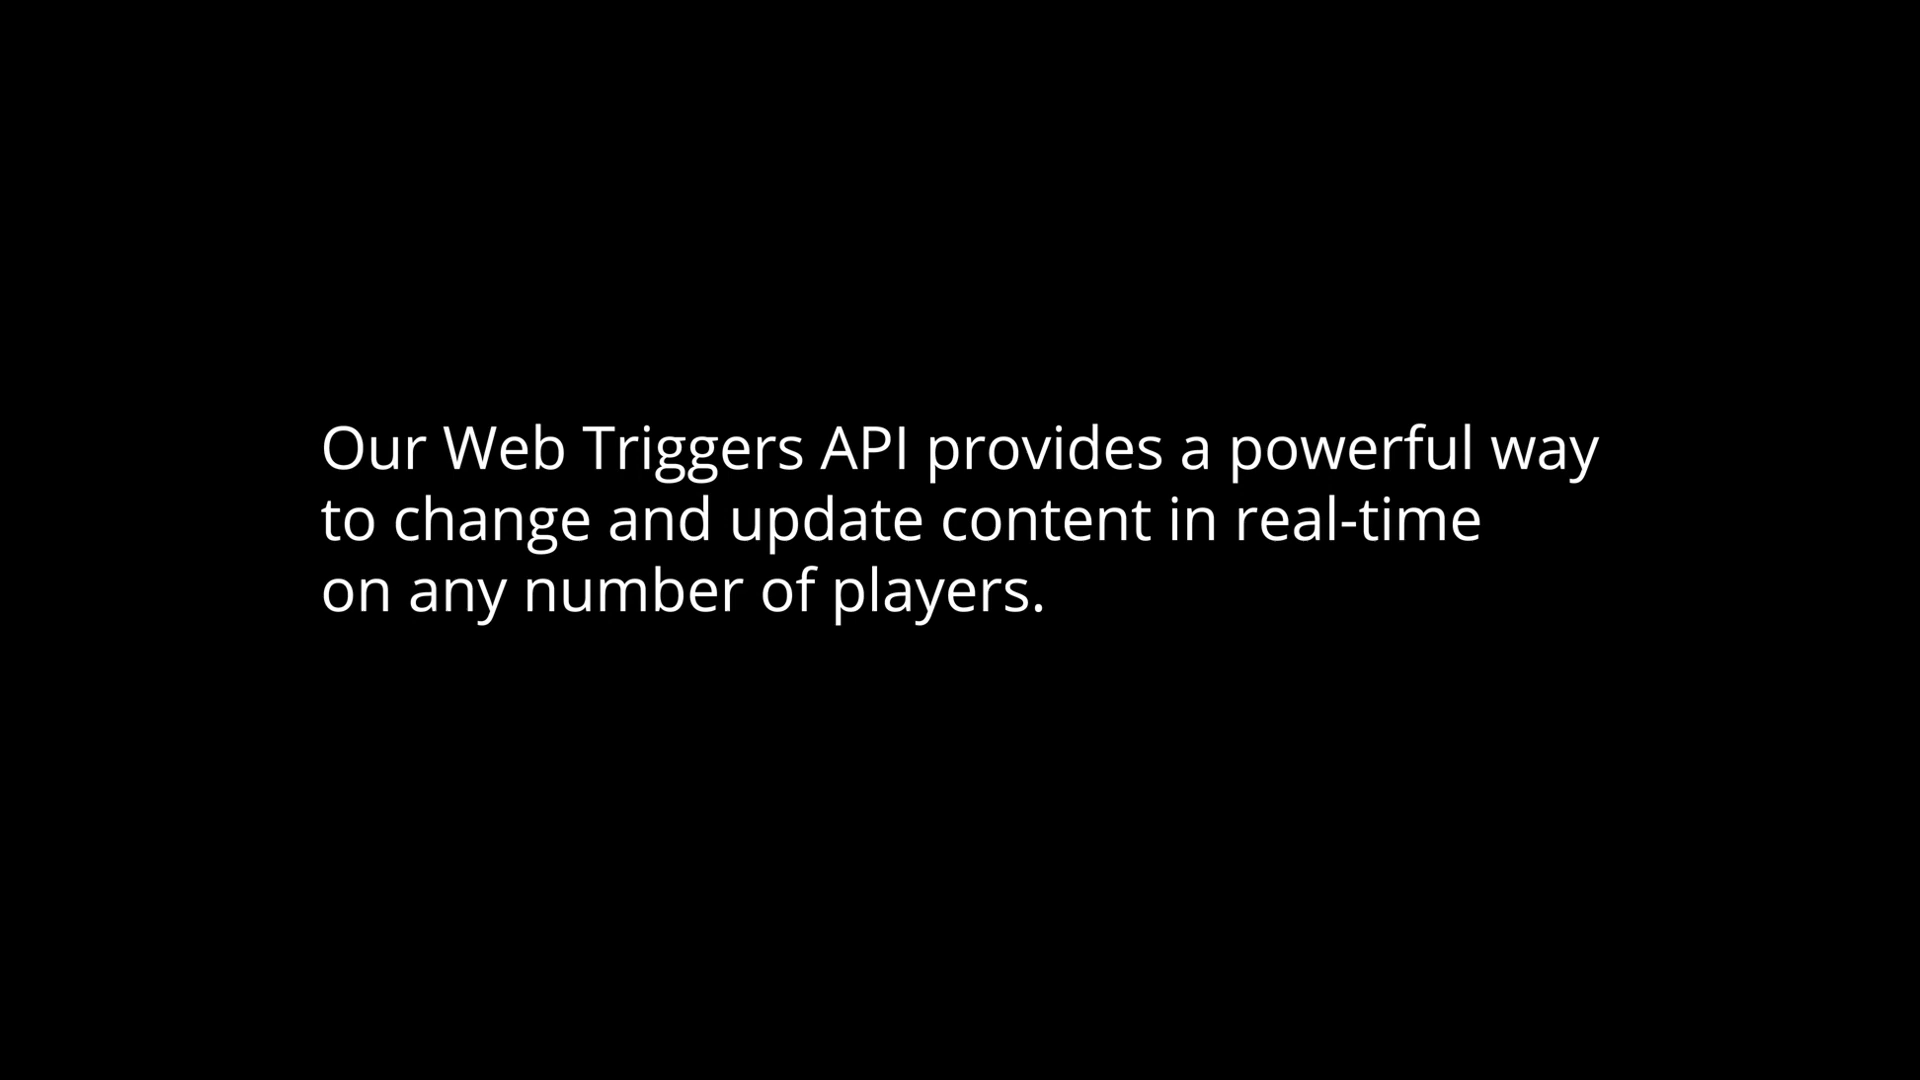 Our Web Triggers API provides a powerful way
to change and update content in real-time
on any number of players.